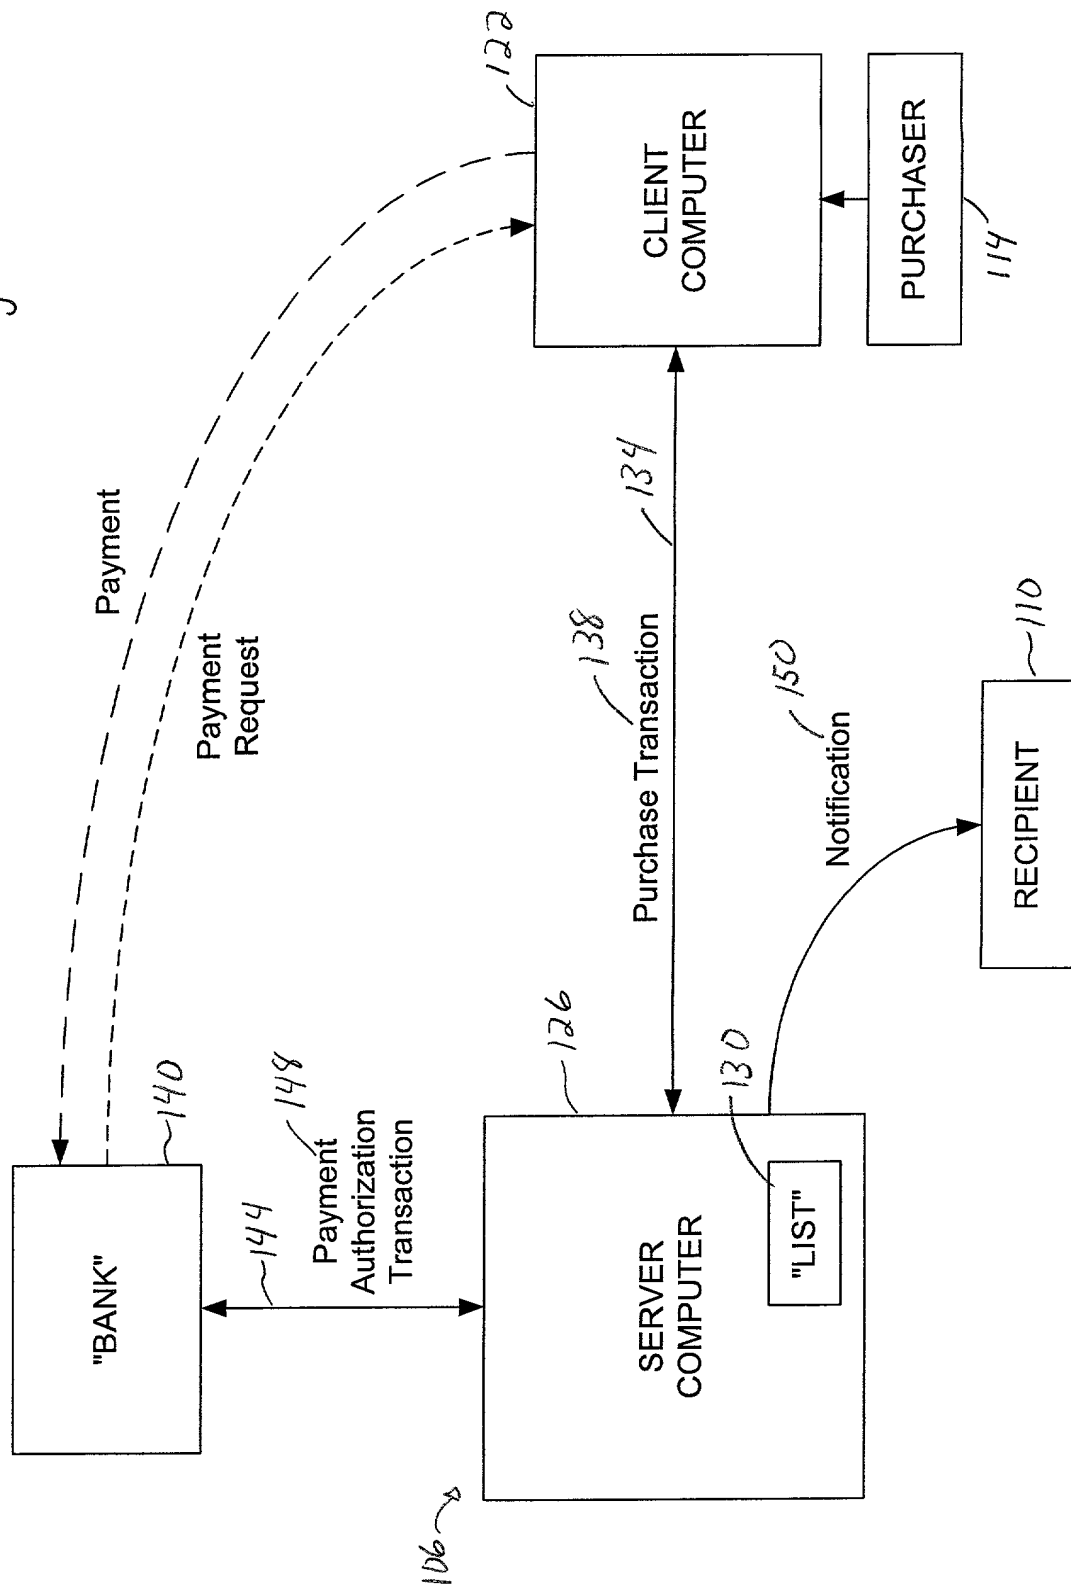 "BANK"
140
Payment
Payment
Request
144
148
Payment
Authorization
Transaction
106
126
SERVER
COMPUTER
130
"LIST"
138
Purchase Transaction
134
122
CLIENT
COMPUTER
PURCHASER
114
150
Notification
110
RECIPIENT